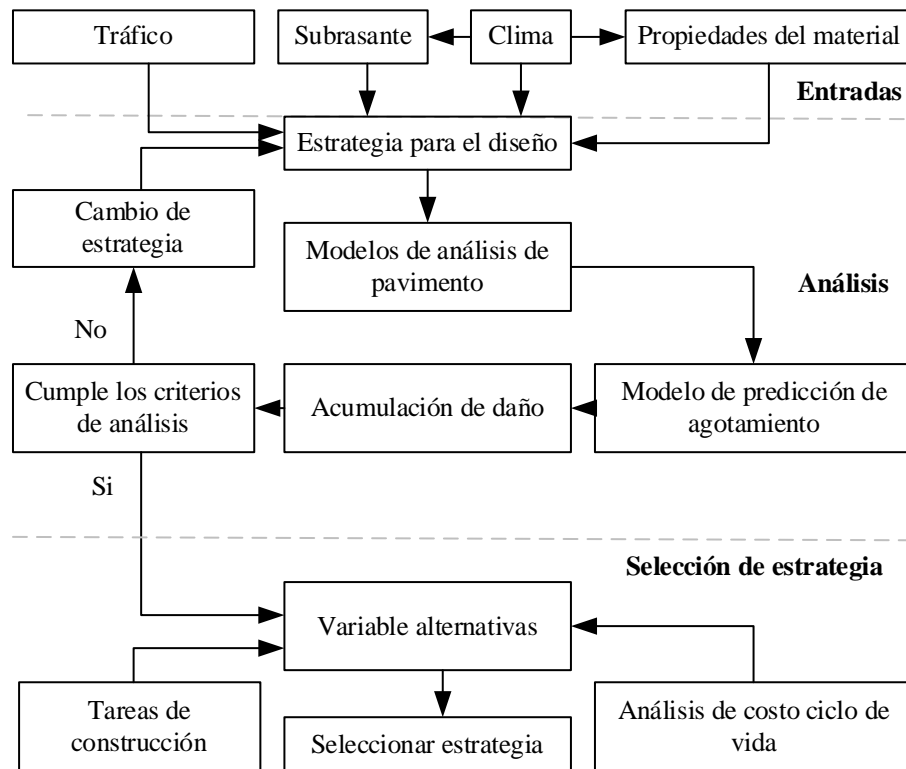 Tráfico
Subrasante
Clima
Propiedades del material
Entradas
Estrategia para el diseño
Cambio de
estrategia
Modelos de análisis de
pavimento
Análisis
No
Cumple los criterios
de análisis
Acumulación de daño
Modelo de predicción de
agotamiento
Si
Selección de estrategia
Variable alternativas
Tareas de
construcción
Seleccionar estrategia
Análisis de costo ciclo de
vida